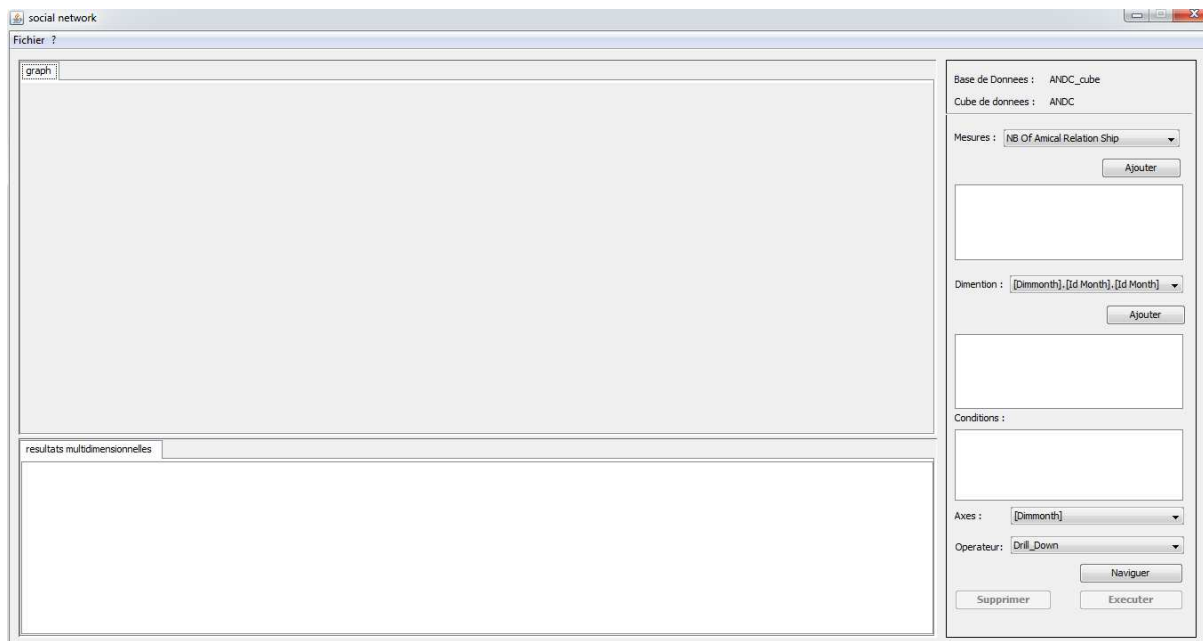 social network
Fichier ?
graph
resultats multidimensionnelles
Base de Donnees : ANDC_cube
Cube de donnees : ANDC
Mesures : NB Of Amical Relation Ship
Ajouter
Dimention : [Dimmonth].[Id Month].[Id Month]
Ajouter
Conditions :
Axes : [Dimmonth]
Operateur: Drill_Down
Naviguer
Supprimer Executer